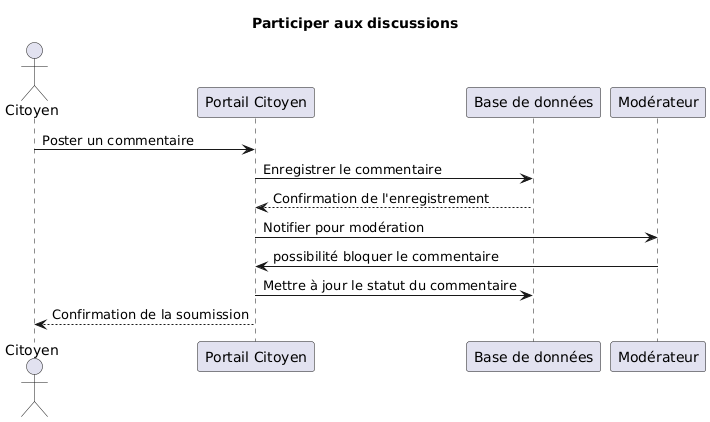 Participer aux discussions
Citoyen
Portail Citoyen
Base de données
Modérateur
Poster un commentaire
Enregistrer le commentaire
Confirmation de l'enregistrement
Notifier pour modération
possibilité bloquer le commentaire
Mettre à jour le statut du commentaire
Confirmation de la soumission
Citoyen
Portail Citoyen
Base de données
Modérateur